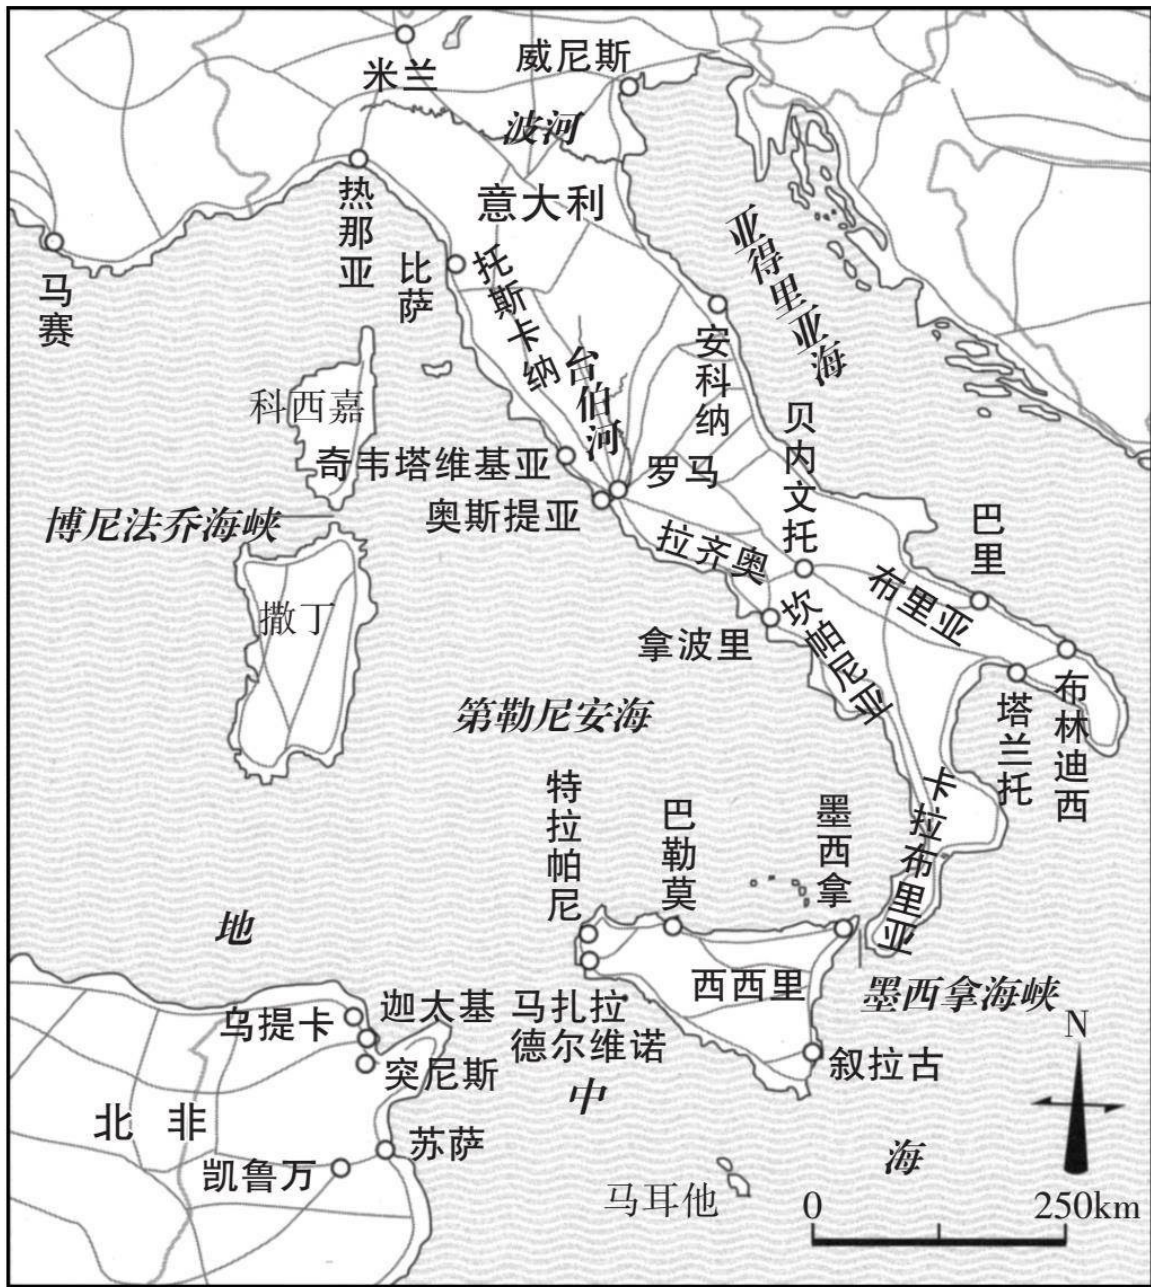 威尼斯
米兰
波河
热那亚
意大利
马赛
比萨
托斯卡纳
亚得里亚海
安科纳
台伯河
科西嘉
贝内文托
奇韦塔维基亚
罗马
奥斯提亚
博尼法乔海峡
拉齐奥
巴里
撒丁
布里亚
拿波里
坎帕尼亚
第勒尼安海
塔兰托
布林迪西
特拉帕尼
巴勒莫
墨西拿
卡拉布里亚
地
西西里
墨西拿海峡
乌提卡
迦太基
马扎拉
德尔维诺
N
突尼斯
叙拉古
中
北非
苏萨
海
凯鲁万
马耳他
0
250km